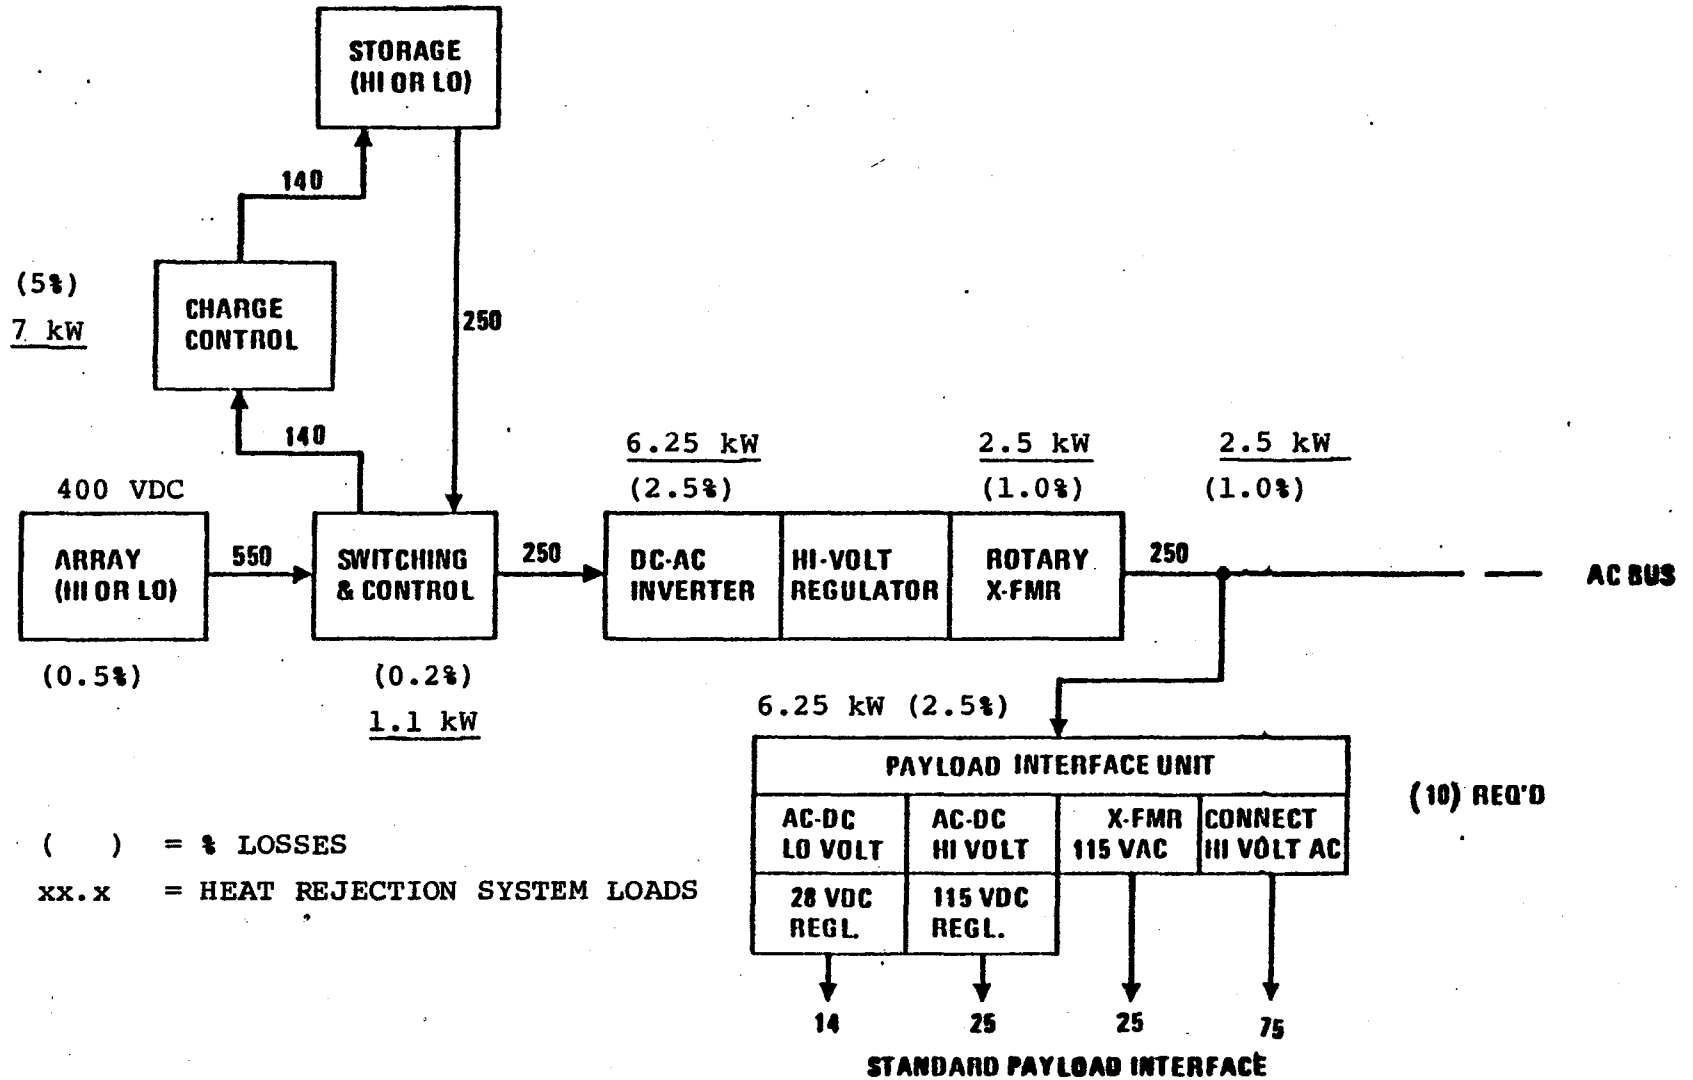 STORAGE
(HI OR LO)
140
(5%)
7 kW
CHARGE
CONTROL
250
140
400 VDC
6.25 kW
(2.5%)
2.5 kW
(1.0%)
2.5 kW
(1.0%)
ARRAY
(HI OR LO)
550
SWITCHING
& CONTROL
250
DC-AC
INVERTER
HI-VOLT
REGULATOR
ROTARY
X-FMR
250
AC BUS
(0.5%)
(0.2%)
1.1 kW
6.25 kW (2.5%)
PAYLOAD INTERFACE UNIT
(10) REQ'D
AC-DC
LO VOLT
AC-DC
HI VOLT
X-FMR
115 VAC
CONNECT
HI VOLT AC
28 VDC
REGL.
115 VDC
REGL.
( ) = % LOSSES
xx.x = HEAT REJECTION SYSTEM LOADS
14
25
25
75
STANDARD PAYLOAD INTERFACE